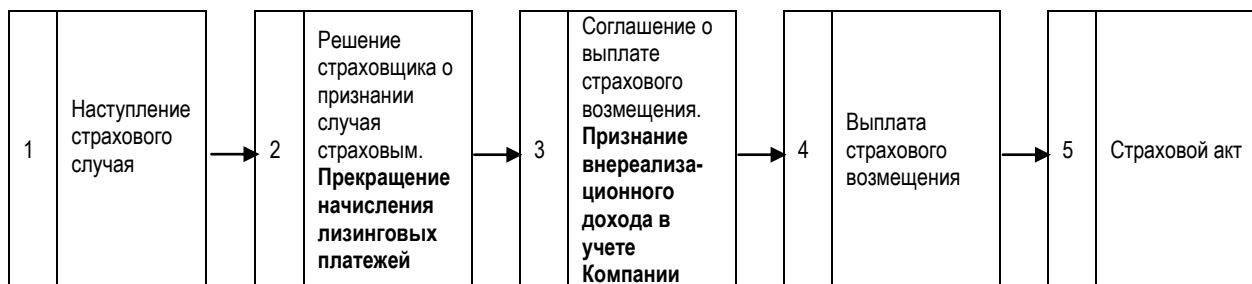 1
Наступление
страхового
случая
2
Решение
страховщика о
признании
случая
страховым.
Прекращение
начисления
лизинговых
платежей
3
Соглашение о
выплате
страхового
возмещения.
Признание
внереализа-
ционного
дохода в
учете
Компании
4
Выплата
страхового
возмещения
5
Страховой акт